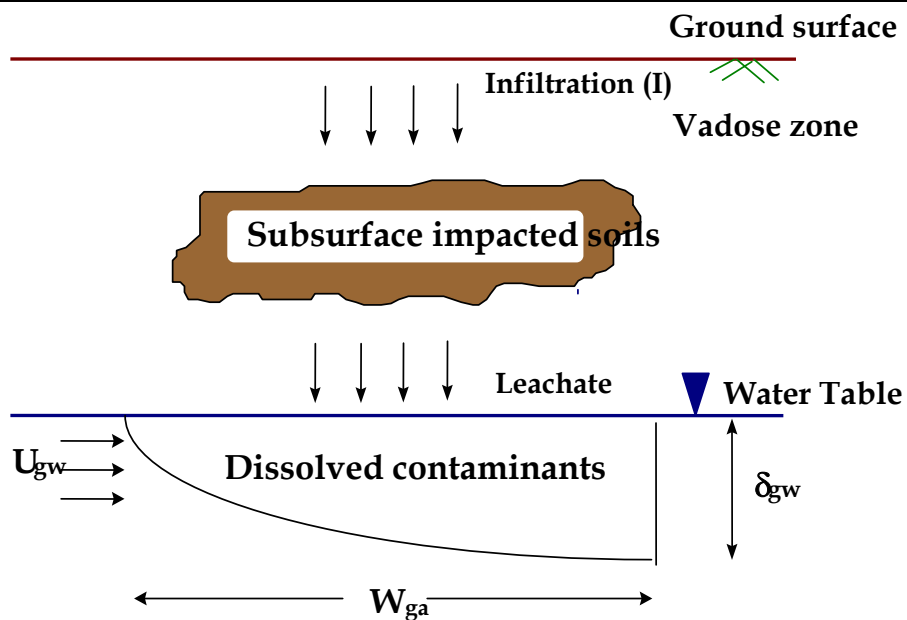 Ground surface
Infiltration (I)
Vadose zone
Subsurface impacted soils
Leachate
Water Table
Ugw
Dissolved contaminants
δgw
Wga